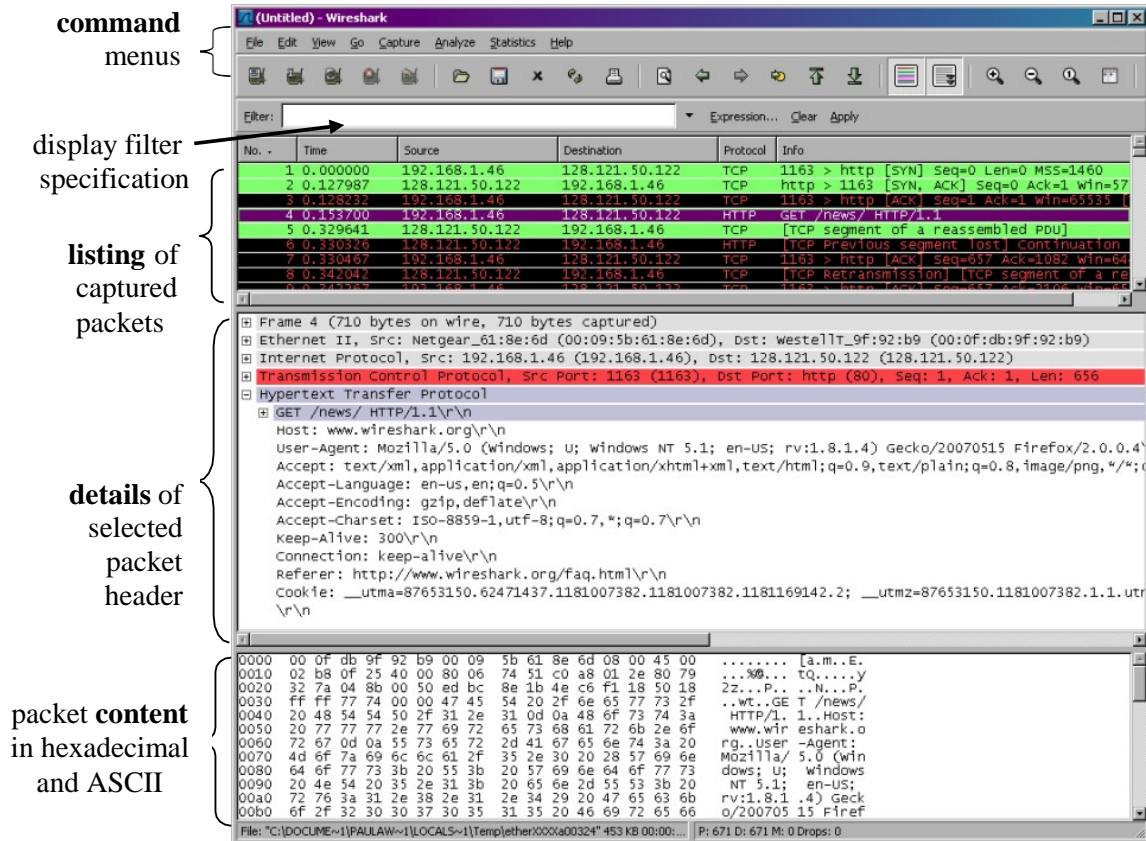 command
menus
display filter
specification
listing of
captured
packets
details of
selected
packet
header
packet content
in hexadecimal
and ASCII
(Untitled) - Wireshark
File Edit View Go Capture Analyze Statistics Help
Filter: Expression... Clear Apply
No. - Time Source Destination Protocol Info
1 0.000000 192.168.1.46 128.121.50.122 TCP 1163 > http [SYN] Seq=0 Len=0 MSS=1460
2 0.127987 128.121.50.122 192.168.1.46 TCP http > 1163 [SYN, ACK] Seq=0 Ack=1 Win=57
3 0.128232 192.168.1.46 128.121.50.122 TCP 1163 > http [ACK] Seq=1 Ack=1 Win=65535 [
4 0.153700 192.168.1.46 128.121.50.122 HTTP GET /news/ HTTP/1.1
5 0.329641 128.121.50.122 192.168.1.46 TCP [TCP segment of a reassembled PDU]
6 0.330326 128.121.50.122 192.168.1.46 HTTP [TCP Previous segment lost] Continuation
7 0.330467 192.168.1.46 128.121.50.122 TCP 1163 > http [ACK] Seq=657 Ack=1082 Win=64
8 0.342042 128.121.50.122 192.168.1.46 TCP [TCP Retransmission] [TCP segment of a re
9 0.342267 192.168.1.46 128.121.50.122 TCP 1163 > http [ACK] Seq=657 Ack=2106
Frame 4 (710 bytes on wire, 710 bytes captured)
Ethernet II, Src: Netgear_61:8e:6d (00:09:5b:61:8e:6d), Dst: WestellT_9f:92:b9 (00:0f:db:9f:92:b9)
Internet Protocol, Src: 192.168.1.46 (192.168.1.46), Dst: 128.121.50.122 (128.121.50.122)
Transmission Control Protocol, Src Port: 1163 (1163), Dst Port: http (80), Seq: 1, Ack: 1, Len: 656
Hypertext Transfer Protocol
GET /news/ HTTP/1.1\r\n
Host: www.wireshark.org\r\n
User-Agent: Mozilla/5.0 (Windows; U; Windows NT 5.1; en-US; rv:1.8.1.4) Gecko/20070515 Firefox/2.0.0.4\
Accept: text/xml,application/xml,application/xhtml+xml,text/html;q=0.9,text/plain;q=0.8,image/png,*/*;
Accept-Language: en-us,en;q=0.5\r\n
Accept-Encoding: gzip,deflate\r\n
Accept-Charset: ISO-8859-1,utf-8;q=0.7,*;q=0.7\r\n
Keep-Alive: 300\r\n
Connection: keep-alive\r\n
Referer: http://www.wireshark.org/faq.html\r\n
Cookie: __utma=87653150.62471437.1181007382.1181007382.1181169142.2; __utmz=87653150.1181007382.1.1.utm
\r\n
0000 00 0f db 9f 92 b9 00 09 5b 61 8e 6d 08 00 45 00 ........ [a.m..E.
0010 02 b8 0f 25 40 00 80 06 74 51 c0 a8 01 2e 80 79 ...%@... tQ.....y
0020 32 7a 04 8b 00 50 ed bc 8e 1b 4e c6 f1 18 50 18 2z...P.. ..N...P.
0030 ff ff 77 74 00 00 47 45 54 20 2f 6e 65 77 73 2f ..wt..GE T /news/
0040 20 48 54 54 50 2f 31 2e 31 0d 0a 48 6f 73 74 3a HTTP/1. 1..Host:
0050 20 77 77 77 2e 77 69 72 65 73 68 61 72 6b 2e 6f www.wir eshark.o
0060 72 67 0d 0a 55 73 65 72 2d 41 67 65 6e 74 3a 20 rg..User -Agent:
0070 4d 6f 7a 69 6c 6c 61 2f 35 2e 30 20 28 57 69 6e Mozilla/ 5.0 (Win
0080 64 6f 77 73 3b 20 55 3b 20 57 69 6e 64 6f 77 73 dows; U; Windows
0090 20 4e 54 20 35 2e 31 3b 20 65 6e 2d 55 53 3b 20 NT 5.1; en-US;
00a0 72 76 3a 31 2e 38 2e 31 2e 34 29 20 47 65 63 6b rv:1.8.1 .4) Geck
00b0 6f 2f 32 30 30 37 30 35 31 35 20 46 69 72 65 66 o/200705 15 Firef
File: "C:\DOCUME~1\PAULAW~1\LOCALS~1\Temp\etherXXXXa00324" 453 KB 00:00:... P: 671 D: 671 M: 0 Drops: 0